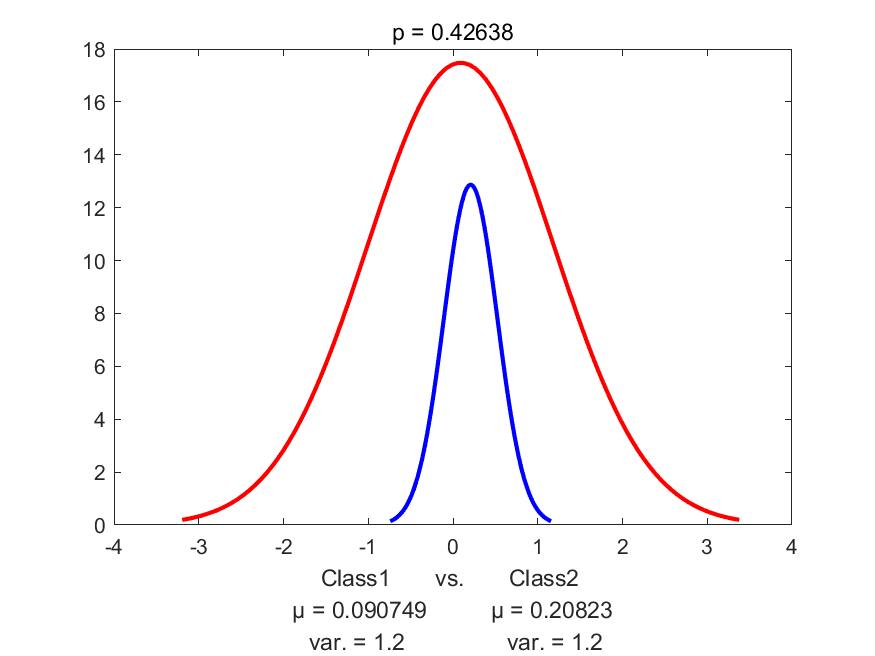 p = 0.42638
18
16
14
12
10
8
6
4
2
0
-4 -3 -2 -1 0 1 2 3 4
Class1 vs. Class2
μ = 0.090749 μ = 0.20823
var. = 1.2 var. = 1.2